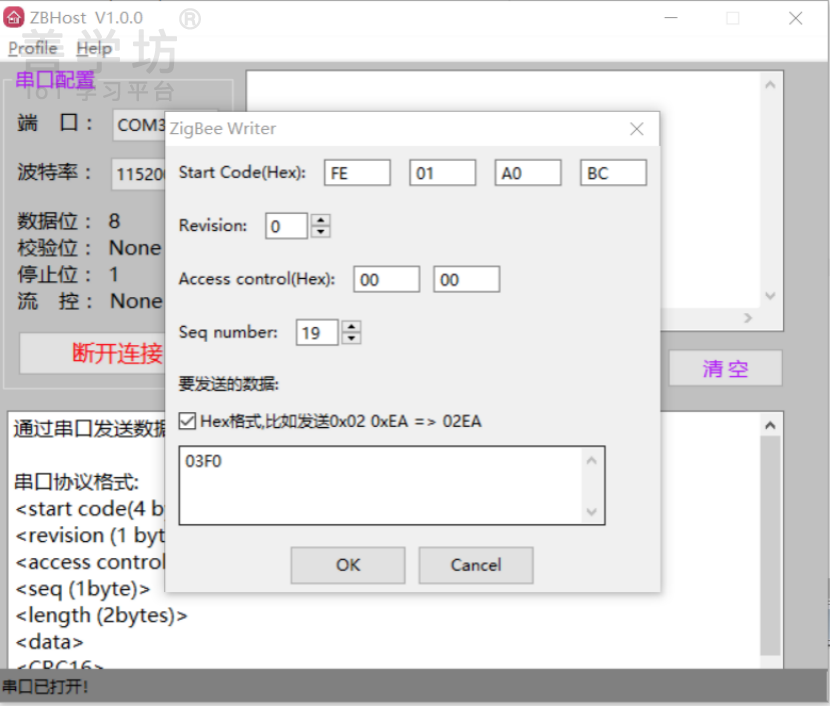 ZBHost V1.0.0
®
善学坊
IoT 学习平台
Profile Help
串口配置
端 口： COM3
波特率： 11520
数据位： 8
校验位： None
停止位： 1
流 控： None
断开连接
清 空
ZigBee Writer
Start Code(Hex): FE 01 A0 BC
Revision: 0
Access control(Hex): 00 00
Seq number: 19
要发送的数据:
Hex格式,比如发送0x02 0xEA => 02EA
03F0
OK Cancel
通过串口发送数据
串口协议格式:
<start code(4 b
<revision (1 byt
<access control
<seq (1byte)>
<length (2bytes)>
<data>
<CRC16>
串口已打开!